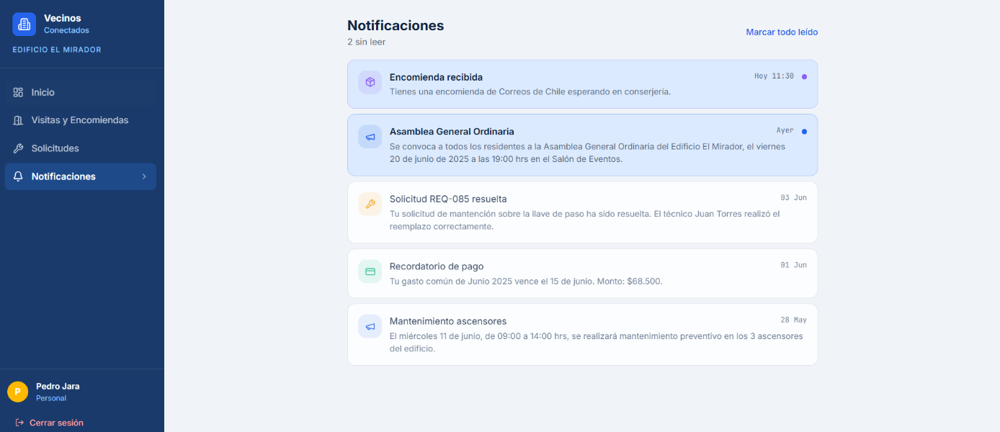 Vecinos
Conectados
EDIFICIO EL MIRADOR
Inicio
Visitas y Encomiendas
Solicitudes
Notificaciones
Pedro Jara
Personal
P
Cerrar sesión
Notificaciones
2 sin leer
Marcar todo leído
Encomienda recibida
Hoy 11:30
Tienes una encomienda de Correos de Chile esperando en conserjería.
Asamblea General Ordinaria
Ayer
Se convoca a todos los residentes a la Asamblea General Ordinaria del Edificio El Mirador, el viernes
20 de junio de 2025 a las 19:00 hrs en el Salón de Eventos.
Solicitud REQ-085 resuelta
03 Jun
Tu solicitud de mantención sobre la llave de paso ha sido resuelta. El técnico Juan Torres realizó el
reemplazo correctamente.
Recordatorio de pago
01 Jun
Tu gasto común de Junio 2025 vence el 15 de junio. Monto: $68.500.
Mantenimiento ascensores
28 May
El miércoles 11 de junio, de 09:00 a 14:00 hrs, se realizará mantenimiento preventivo en los 3 ascensores
del edificio.